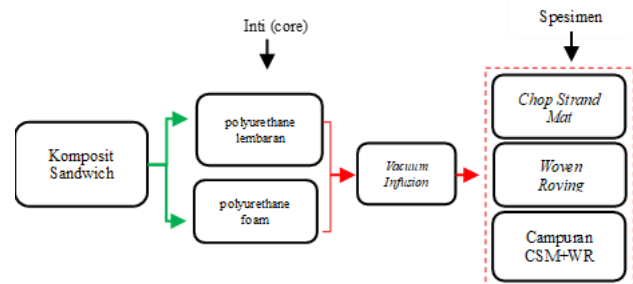 Inti (core)
Spesimen
Komposit
Sandwich
polyurethane
lembaran
polyurethane
foam
Vacuum
Infusion
Chop Strand
Mat
Woven
Roving
Campuran
CSM+WR